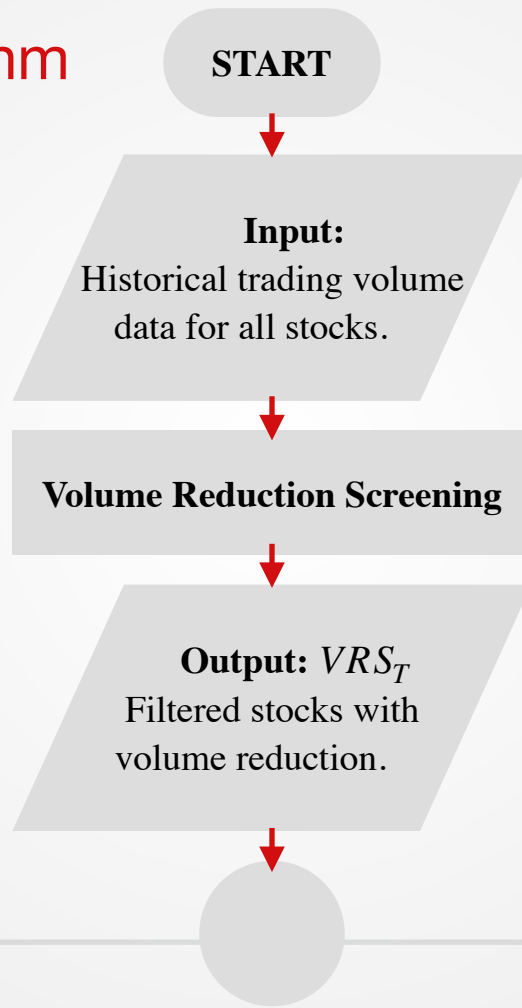 hm
START
Input:
Historical trading volume
data for all stocks.
Volume Reduction Screening
Output: VRS_T
Filtered stocks with
volume reduction.